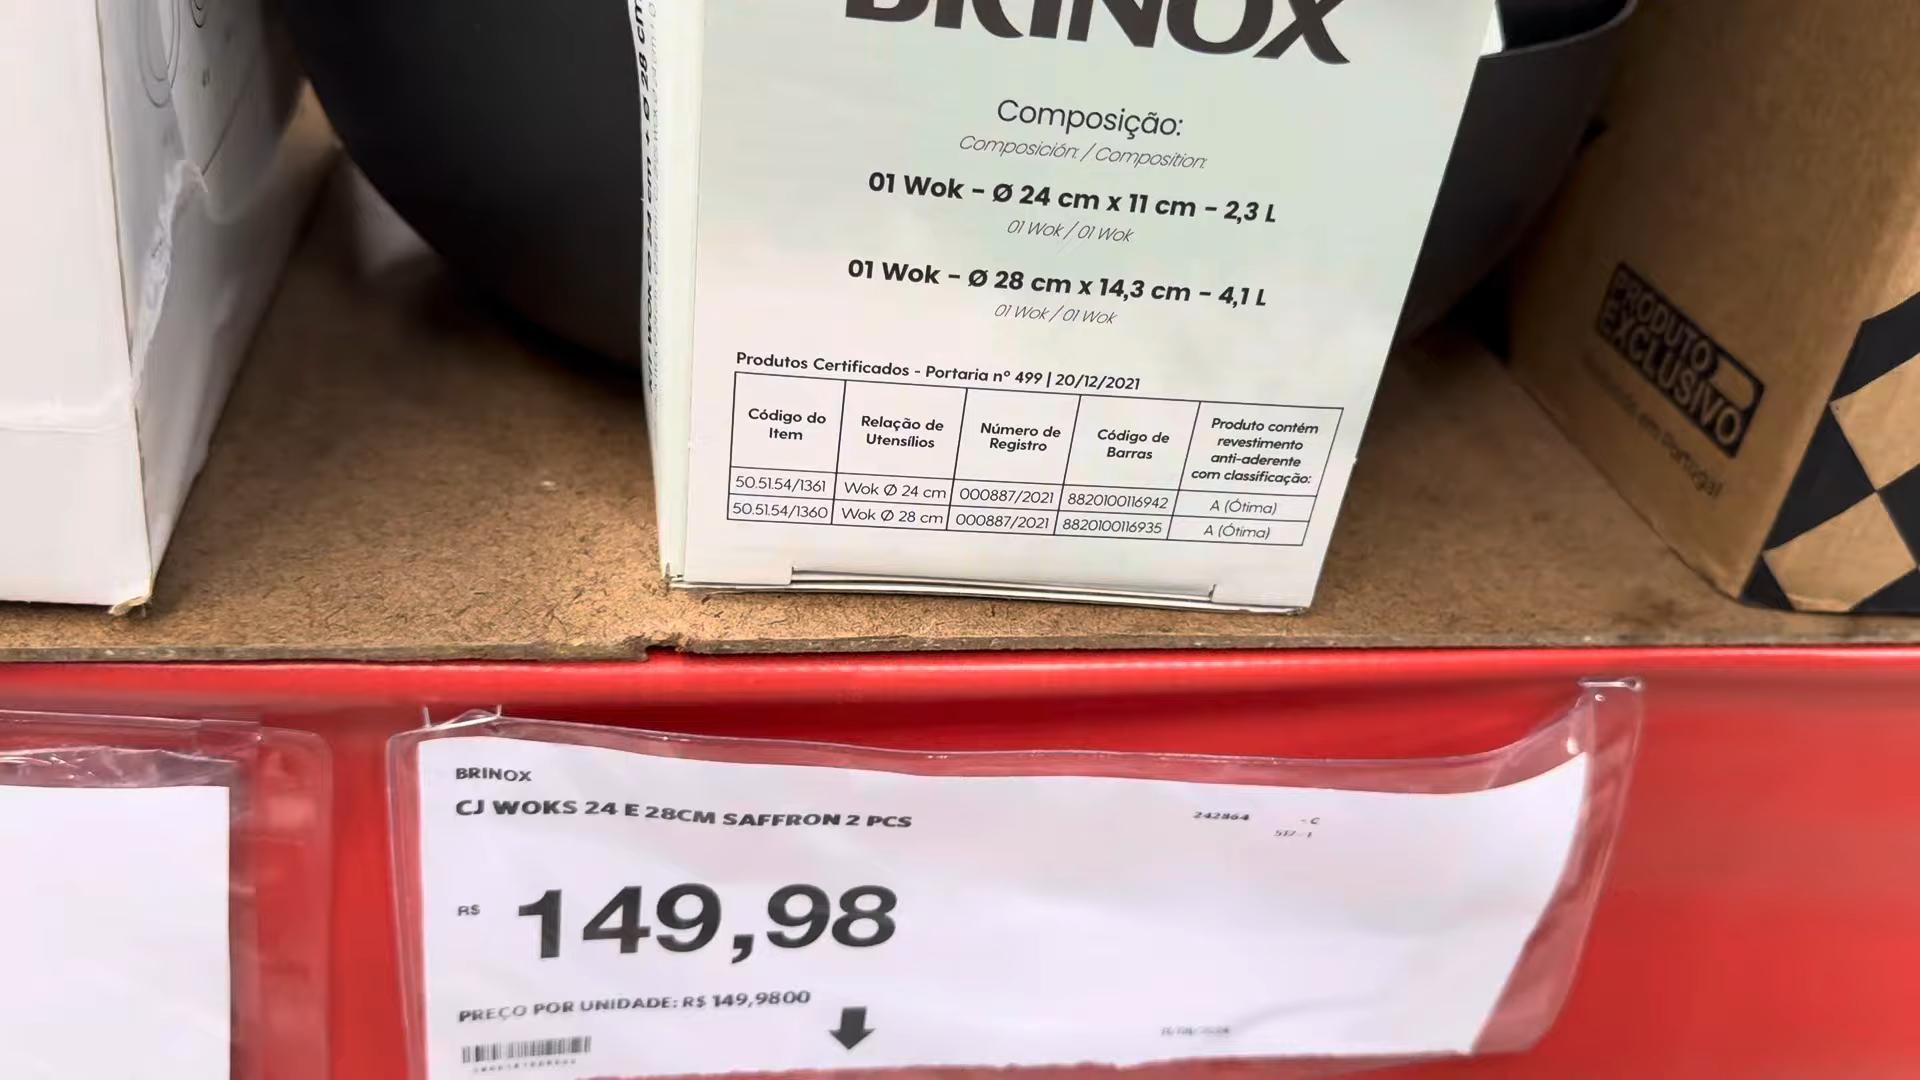 BRINOX
Composição:
Composición: / Composition:
01 Wok - Ø 24 cm x 11 cm - 2,3 L
01 Wok / 01 Wok
01 Wok - Ø 28 cm x 14,3 cm - 4,1 L
01 Wok / 01 Wok
Produtos Certificados - Portaria nº 499 | 20/12/2021
Código do Item
Relação de Utensílios
Número de Registro
Código de Barras
Produto contém revestimento anti-aderente com classificação:
50.51.54/1361 Wok Ø 24 cm 000887/2021 8820100116942 A (Ótima)
50.51.54/1360 Wok Ø 28 cm 000887/2021 8820100116935 A (Ótima)
PRODUTO
EXCLUSIVO
em Portugal
BRINOX
CJ WOKS 24 E 28CM SAFFRON 2 PCS
242864 - C
517-1
R$ 149,98
PREÇO POR UNIDADE: R$ 149,9800